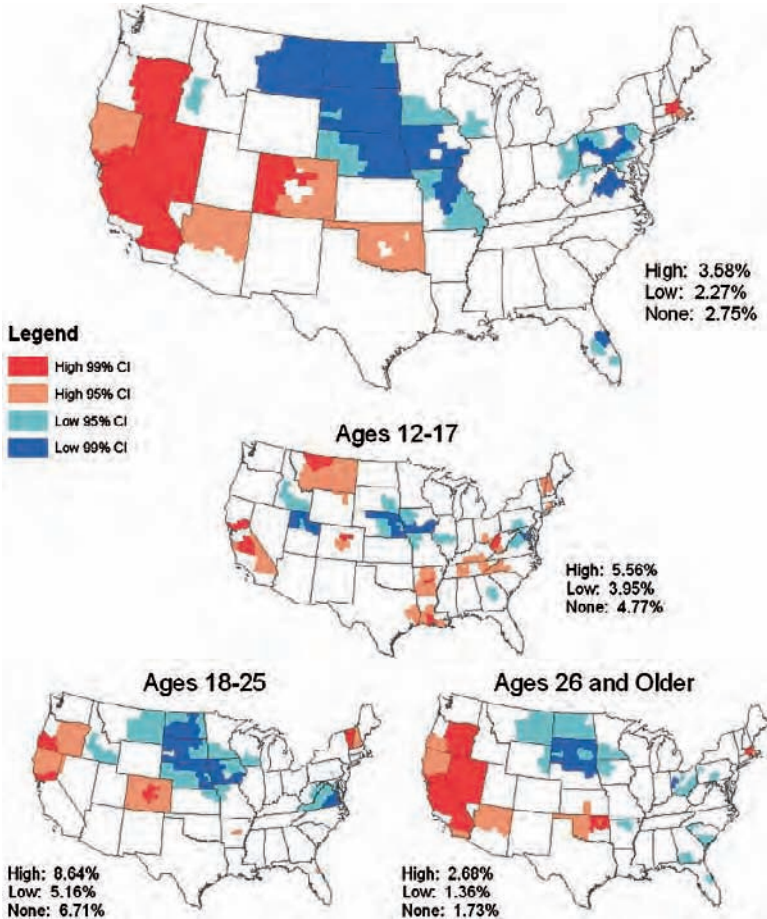 High: 3.58%
Low: 2.27%
None: 2.75%
Legend
High 99% CI
High 95% CI
Low 95% CI
Low 99% CI
Ages 12-17
High: 5.56%
Low: 3.95%
None: 4.77%
Ages 18-25
High: 8.64%
Low: 5.16%
None: 6.71%
Ages 26 and Older
High: 2.68%
Low: 1.36%
None: 1.73%